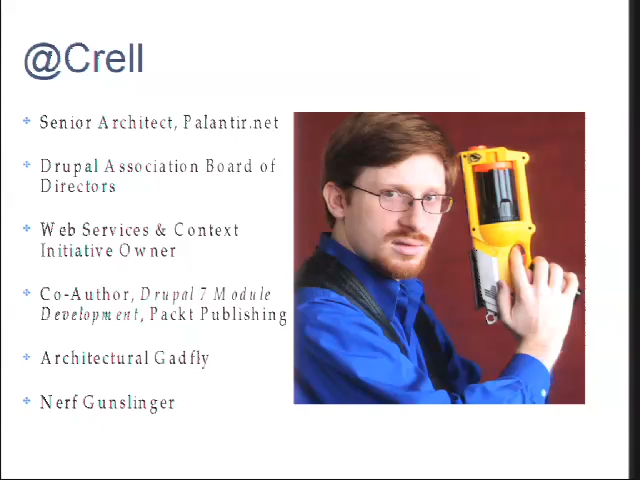 @Crell
Senior Architect, Palantir.net
Drupal Association Board of
Directors
Web Services & Context
Initiative Owner
Co-Author, Drupal 7 Module
Development, Packt Publishing
Architectural Gadfly
Nerf Gunslinger